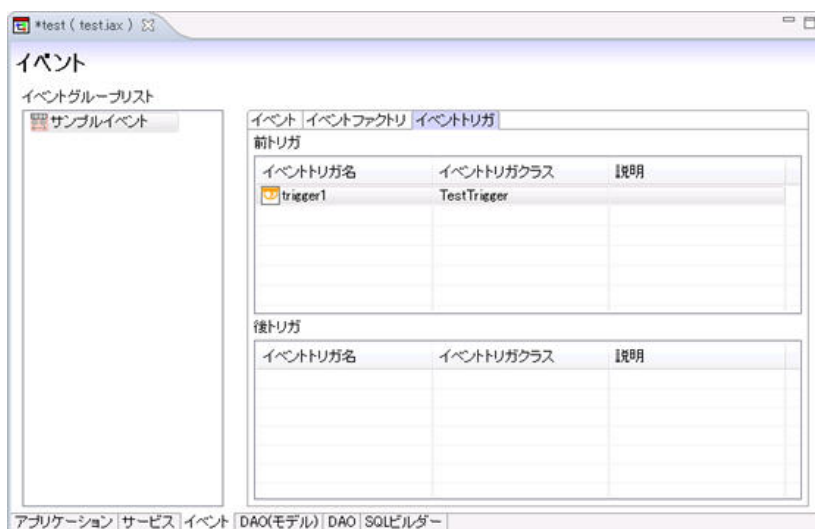 *test ( test.iax )
イベント
イベントグループリスト
サンプルイベント
イベント イベントファクトリ イベントトリガ
前トリガ
イベントトリガ名 イベントトリガクラス 説明
trigger1 TestTrigger
後トリガ
イベントトリガ名 イベントトリガクラス 説明
アプリケーション サービス イベント DAO(モデル) DAO SQLビルダー